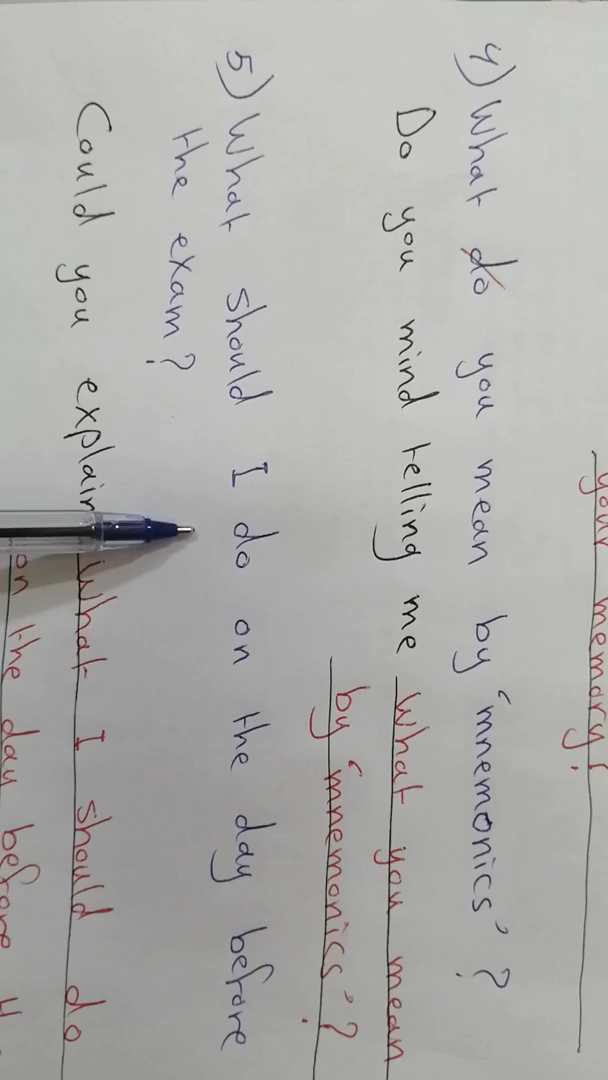 your memory?
4) What do you mean by 'mnemonics'?
Do you mind telling me what you mean
by 'mnemonics'?
5) What should I do on the day before
the exam?
Could you explain what I should do
on the day before